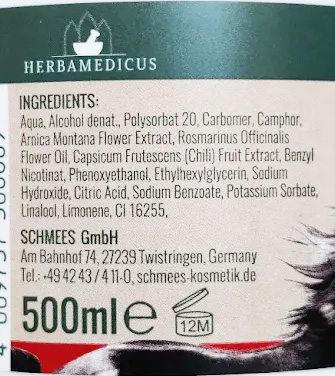 HERBAMEDICUS
INGREDIENTS:
Aqua, Alcohol denat., Polysorbat 20, Carbomer, Camphor,
Arnica Montana Flower Extract, Rosmarinus Officinalis
Flower Oil, Capsicum Frutescens (Chili) Fruit Extract, Benzyl
Nicotinat, Phenoxyethanol, Ethylhexylglycerin, Sodium
Hydroxide, Citric Acid, Sodium Benzoate, Potassium Sorbate,
Linalool, Limonene, CI 16255,
SCHMEES GmbH
Am Bahnhof 74, 27239 Twistringen, Germany
Tel.: +49 42 43 / 4 11-0, schmees-kosmetik.de
500ml e
12M